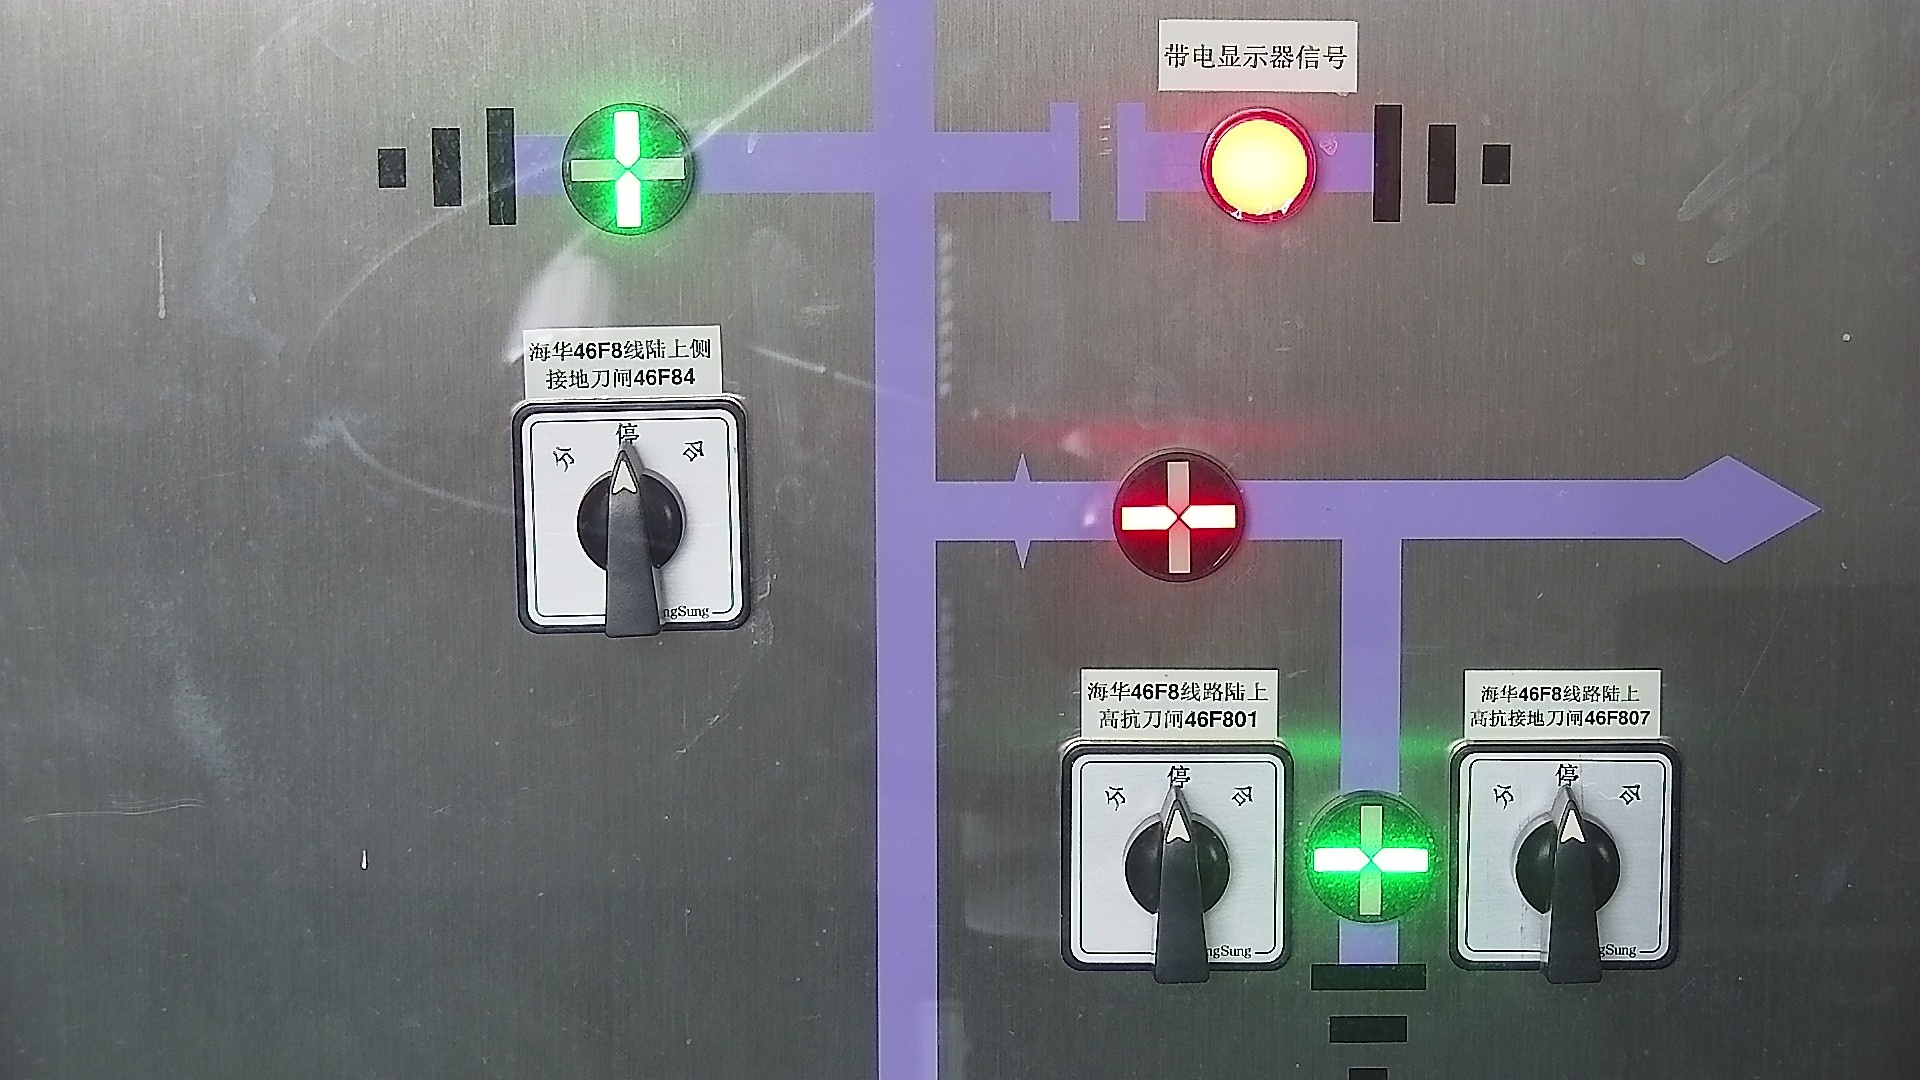 带电显示器信号
海华46F8线陆上侧
接地刀闸46F84
停
分
合
ngSung
海华46F8线路陆上
高抗刀闸46F801
停
分
合
ngSung
海华46F8线路陆上
高抗接地刀闸46F807
停
分
合
gSung